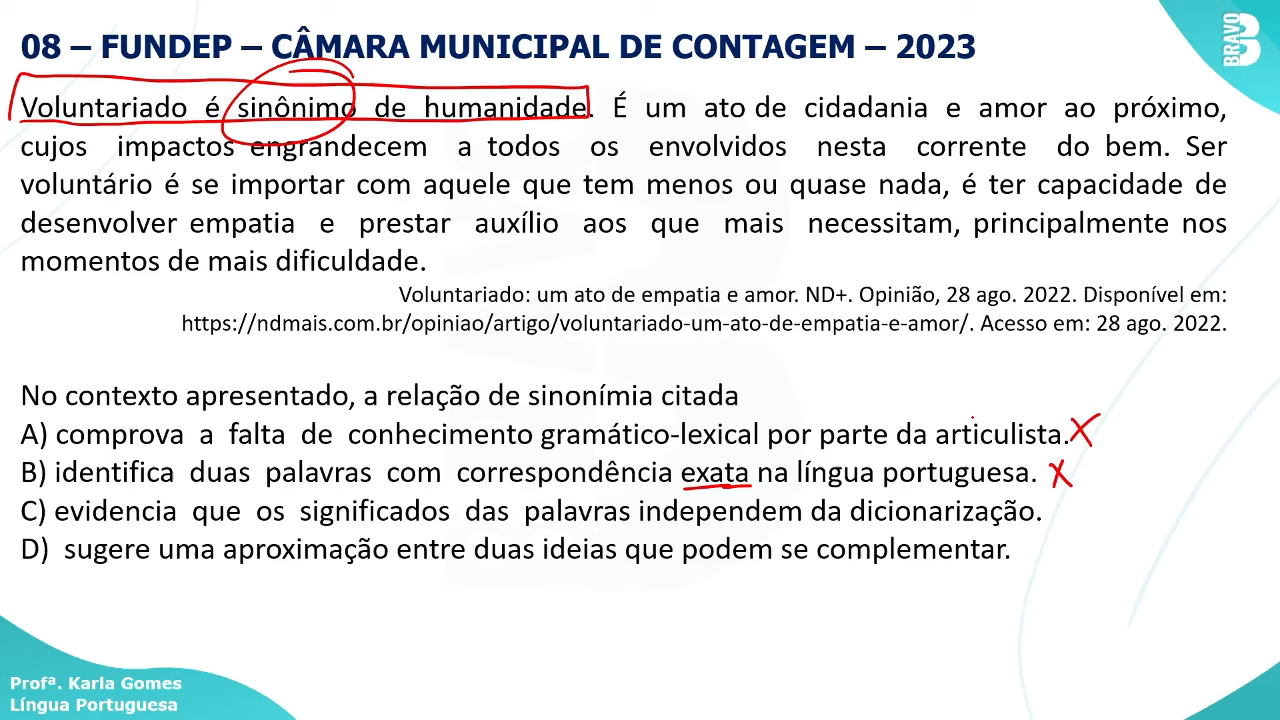 08 – FUNDEP – CÂMARA MUNICIPAL DE CONTAGEM – 2023
BRAVO
Voluntariado é sinônimo de humanidade. É um ato de cidadania e amor ao próximo,
cujos impactos engrandecem a todos os envolvidos nesta corrente do bem. Ser
voluntário é se importar com aquele que tem menos ou quase nada, é ter capacidade de
desenvolver empatia e prestar auxílio aos que mais necessitam, principalmente nos
momentos de mais dificuldade.
Voluntariado: um ato de empatia e amor. ND+. Opinião, 28 ago. 2022. Disponível em:
https://ndmais.com.br/opiniao/artigo/voluntariado-um-ato-de-empatia-e-amor/. Acesso em: 28 ago. 2022.
No contexto apresentado, a relação de sinonímia citada
A) comprova a falta de conhecimento gramático-lexical por parte da articulista.
B) identifica duas palavras com correspondência exata na língua portuguesa.
C) evidencia que os significados das palavras independem da dicionarização.
D) sugere uma aproximação entre duas ideias que podem se complementar.
Profª. Karla Gomes
Língua Portuguesa